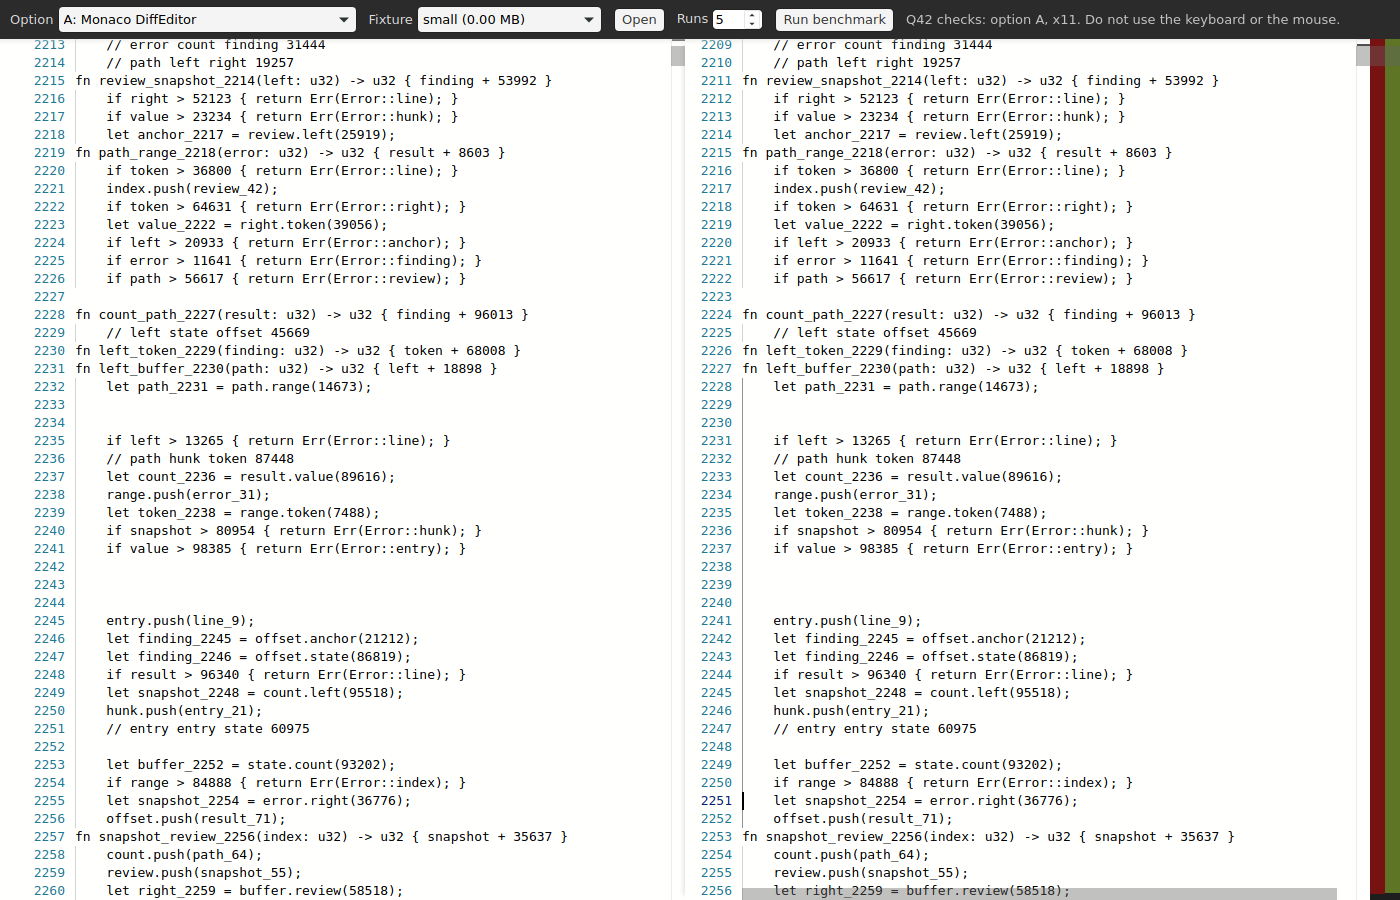 Option A: Monaco DiffEditor Fixture small (0.00 MB) Open Runs 5 Run benchmark Q42 checks: option A, x11. Do not use the keyboard or the mouse.
2213     // error count finding 31444
2214     // path left right 19257
2215 fn review_snapshot_2214(left: u32) -> u32 { finding + 53992 }
2216     if right > 52123 { return Err(Error::line); }
2217     if value > 23234 { return Err(Error::hunk); }
2218     let anchor_2217 = review.left(25919);
2219 fn path_range_2218(error: u32) -> u32 { result + 8603 }
2220     if token > 36800 { return Err(Error::line); }
2221     index.push(review_42);
2222     if token > 64631 { return Err(Error::right); }
2223     let value_2222 = right.token(39056);
2224     if left > 20933 { return Err(Error::anchor); }
2225     if error > 11641 { return Err(Error::finding); }
2226     if path > 56617 { return Err(Error::review); }
2227
2228 fn count_path_2227(result: u32) -> u32 { finding + 96013 }
2229     // left state offset 45669
2230 fn left_token_2229(finding: u32) -> u32 { token + 68008 }
2231 fn left_buffer_2230(path: u32) -> u32 { left + 18898 }
2232     let path_2231 = path.range(14673);
2233
2234
2235     if left > 13265 { return Err(Error::line); }
2236     // path hunk token 87448
2237     let count_2236 = result.value(89616);
2238     range.push(error_31);
2239     let token_2238 = range.token(7488);
2240     if snapshot > 80954 { return Err(Error::hunk); }
2241     if value > 98385 { return Err(Error::entry); }
2242
2243
2244
2245     entry.push(line_9);
2246     let finding_2245 = offset.anchor(21212);
2247     let finding_2246 = offset.state(86819);
2248     if result > 96340 { return Err(Error::line); }
2249     let snapshot_2248 = count.left(95518);
2250     hunk.push(entry_21);
2251     // entry entry state 60975
2252
2253     let buffer_2252 = state.count(93202);
2254     if range > 84888 { return Err(Error::index); }
2255     let snapshot_2254 = error.right(36776);
2256     offset.push(result_71);
2257 fn snapshot_review_2256(index: u32) -> u32 { snapshot + 35637 }
2258     count.push(path_64);
2259     review.push(snapshot_55);
2260     let right_2259 = buffer.review(58518);
2209     // error count finding 31444
2210     // path left right 19257
2211 fn review_snapshot_2214(left: u32) -> u32 { finding + 53992 }
2212     if right > 52123 { return Err(Error::line); }
2213     if value > 23234 { return Err(Error::hunk); }
2214     let anchor_2217 = review.left(25919);
2215 fn path_range_2218(error: u32) -> u32 { result + 8603 }
2216     if token > 36800 { return Err(Error::line); }
2217     index.push(review_42);
2218     if token > 64631 { return Err(Error::right); }
2219     let value_2222 = right.token(39056);
2220     if left > 20933 { return Err(Error::anchor); }
2221     if error > 11641 { return Err(Error::finding); }
2222     if path > 56617 { return Err(Error::review); }
2223
2224 fn count_path_2227(result: u32) -> u32 { finding + 96013 }
2225     // left state offset 45669
2226 fn left_token_2229(finding: u32) -> u32 { token + 68008 }
2227 fn left_buffer_2230(path: u32) -> u32 { left + 18898 }
2228     let path_2231 = path.range(14673);
2229
2230
2231     if left > 13265 { return Err(Error::line); }
2232     // path hunk token 87448
2233     let count_2236 = result.value(89616);
2234     range.push(error_31);
2235     let token_2238 = range.token(7488);
2236     if snapshot > 80954 { return Err(Error::hunk); }
2237     if value > 98385 { return Err(Error::entry); }
2238
2239
2240
2241     entry.push(line_9);
2242     let finding_2245 = offset.anchor(21212);
2243     let finding_2246 = offset.state(86819);
2244     if result > 96340 { return Err(Error::line); }
2245     let snapshot_2248 = count.left(95518);
2246     hunk.push(entry_21);
2247     // entry entry state 60975
2248
2249     let buffer_2252 = state.count(93202);
2250     if range > 84888 { return Err(Error::index); }
2251     let snapshot_2254 = error.right(36776);
2252     offset.push(result_71);
2253 fn snapshot_review_2256(index: u32) -> u32 { snapshot + 35637 }
2254     count.push(path_64);
2255     review.push(snapshot_55);
2256     let right_2259 = buffer.review(58518);